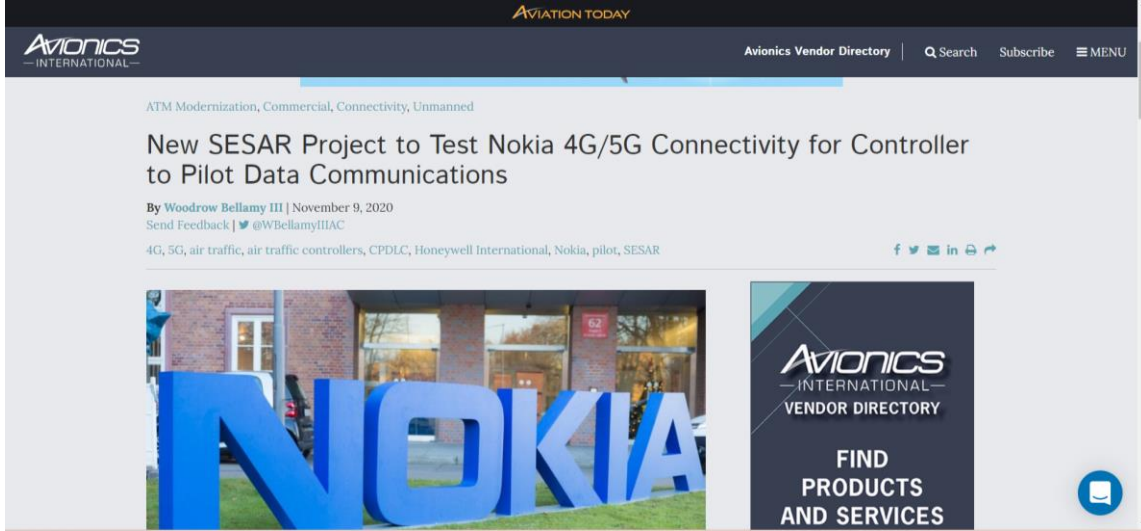 AVIATION TODAY
AVIONICS
—INTERNATIONAL—
Avionics Vendor Directory | Search Subscribe MENU
ATM Modernization, Commercial, Connectivity, Unmanned
New SESAR Project to Test Nokia 4G/5G Connectivity for Controller
to Pilot Data Communications
By Woodrow Bellamy III | November 9, 2020
Send Feedback | @WBellamyIIIAC
4G, 5G, air traffic, air traffic controllers, CPDLC, Honeywell International, Nokia, pilot, SESAR
62
NOKIA
AVIONICS
—INTERNATIONAL—
VENDOR DIRECTORY
FIND
PRODUCTS
AND SERVICES